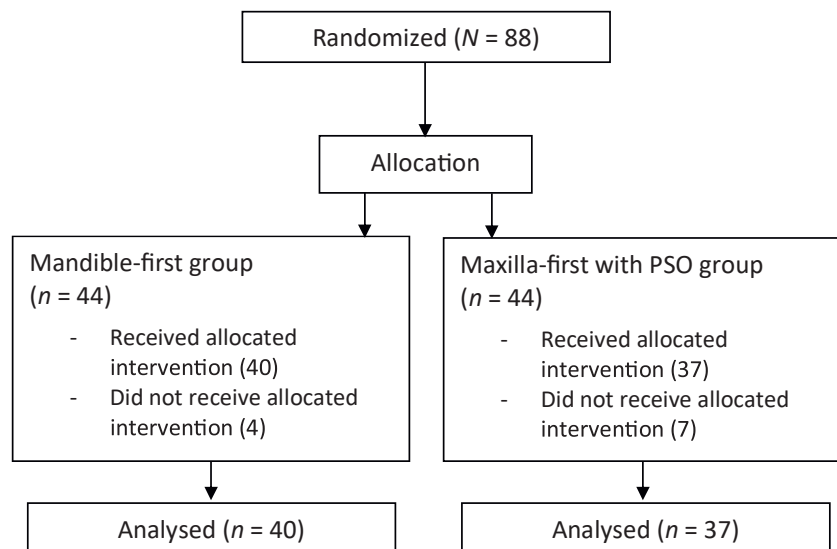 Randomized (N = 88)
Allocation
Mandible-first group
(n = 44)
- Received allocated
intervention (40)
- Did not receive allocated
intervention (4)
Maxilla-first with PSO group
(n = 44)
- Received allocated
intervention (37)
- Did not receive allocated
intervention (7)
Analysed (n = 40)
Analysed (n = 37)